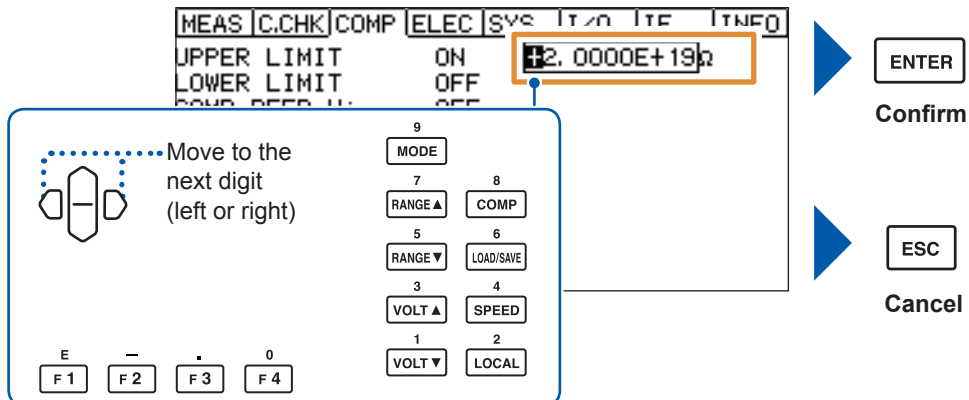 MEAS C.CHK COMP ELEC SYS I/O IF INFO
UPPER LIMIT ON +2.0000E+19Ω
LOWER LIMIT OFF
ENTER
Confirm
Move to the
next digit
(left or right)
9
MODE
7 8
RANGE▲ COMP
5 6
RANGE▼ LOAD/SAVE
3 4
VOLT▲ SPEED
1 2
VOLT▼ LOCAL
E – . 0
F1 F2 F3 F4
ESC
Cancel